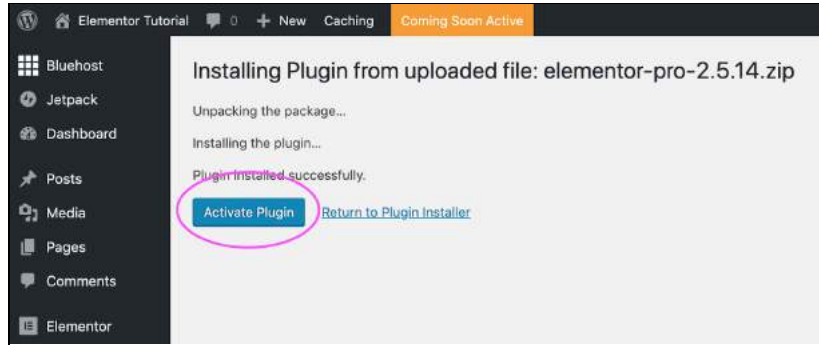 Elementor Tutorial 0 + New Caching Coming Soon Active
Bluehost
Jetpack
Dashboard
Posts
Media
Pages
Comments
Elementor
Installing Plugin from uploaded file: elementor-pro-2.5.14.zip
Unpacking the package...
Installing the plugin...
Plugin installed successfully.
Activate Plugin Return to Plugin Installer